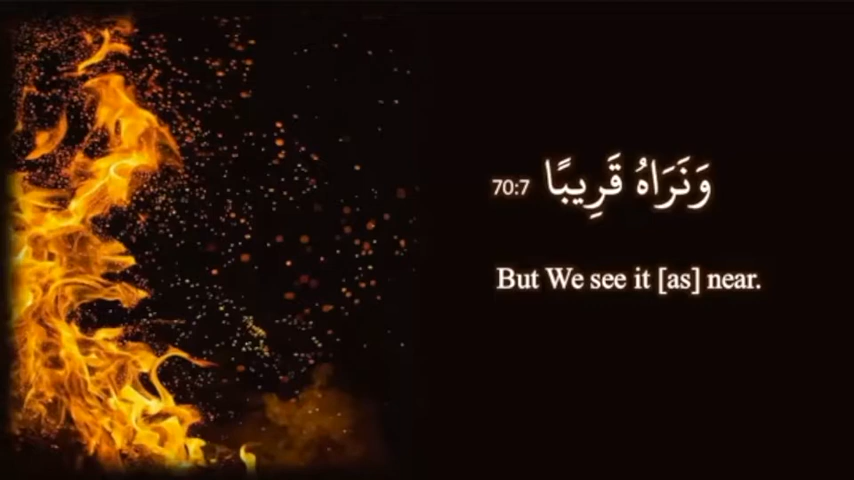 وَنَرَاهُ قَرِيبًا 70:7
But We see it [as] near.